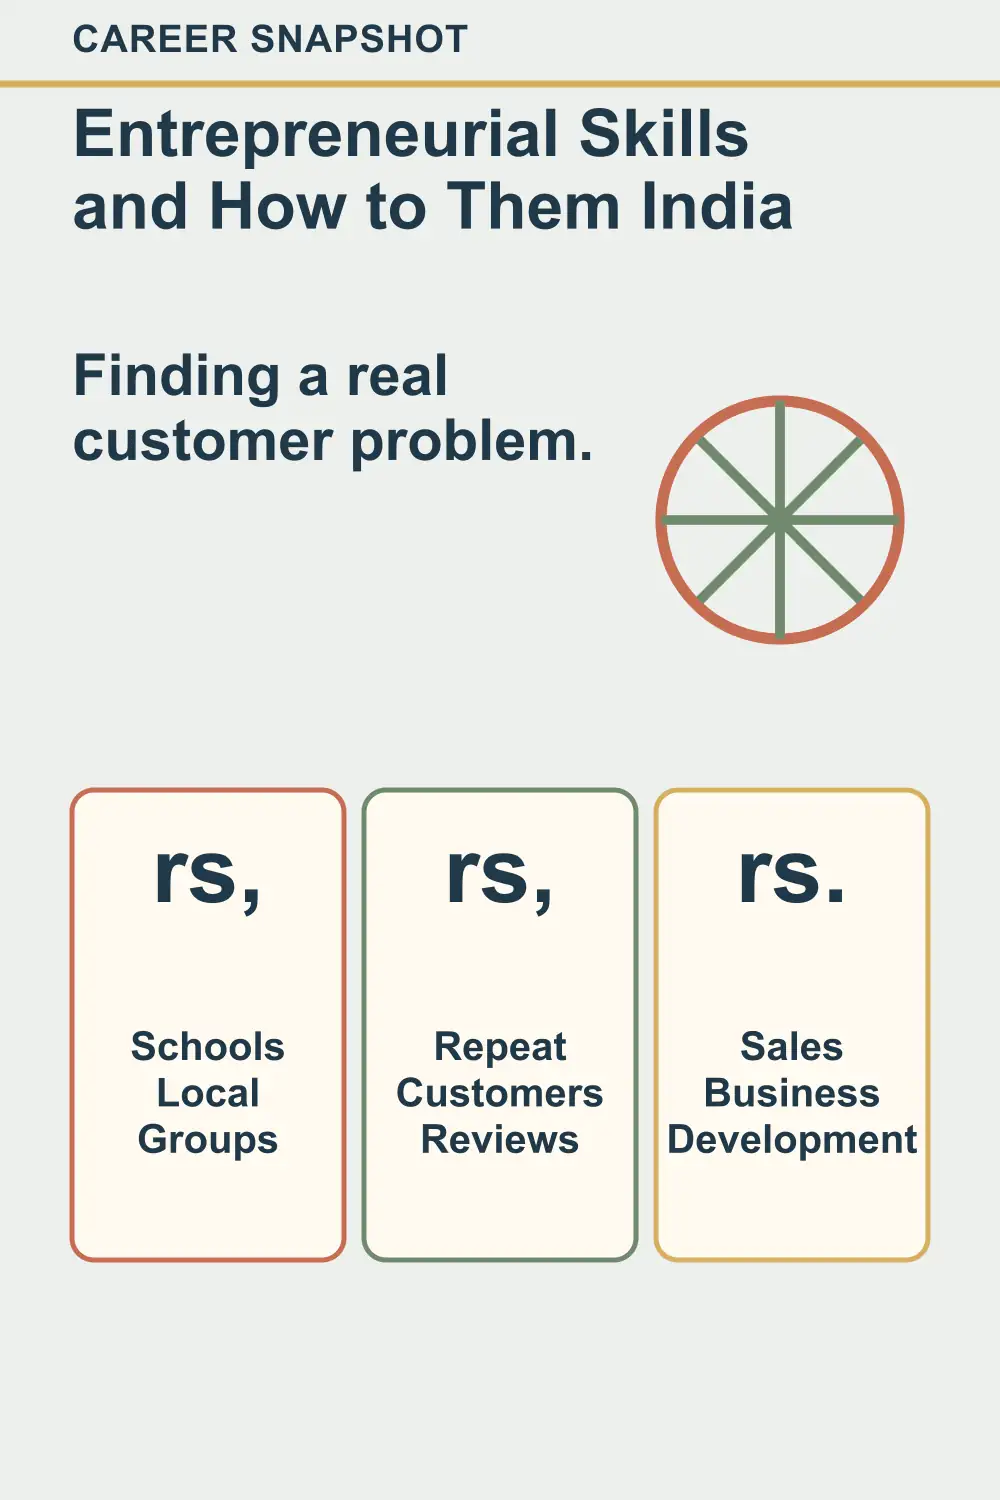 CAREER SNAPSHOT
Entrepreneurial Skills
and How to Them India
Finding a real
customer problem.
rs,
Schools
Local
Groups
rs,
Repeat
Customers
Reviews
rs.
Sales
Business
Development